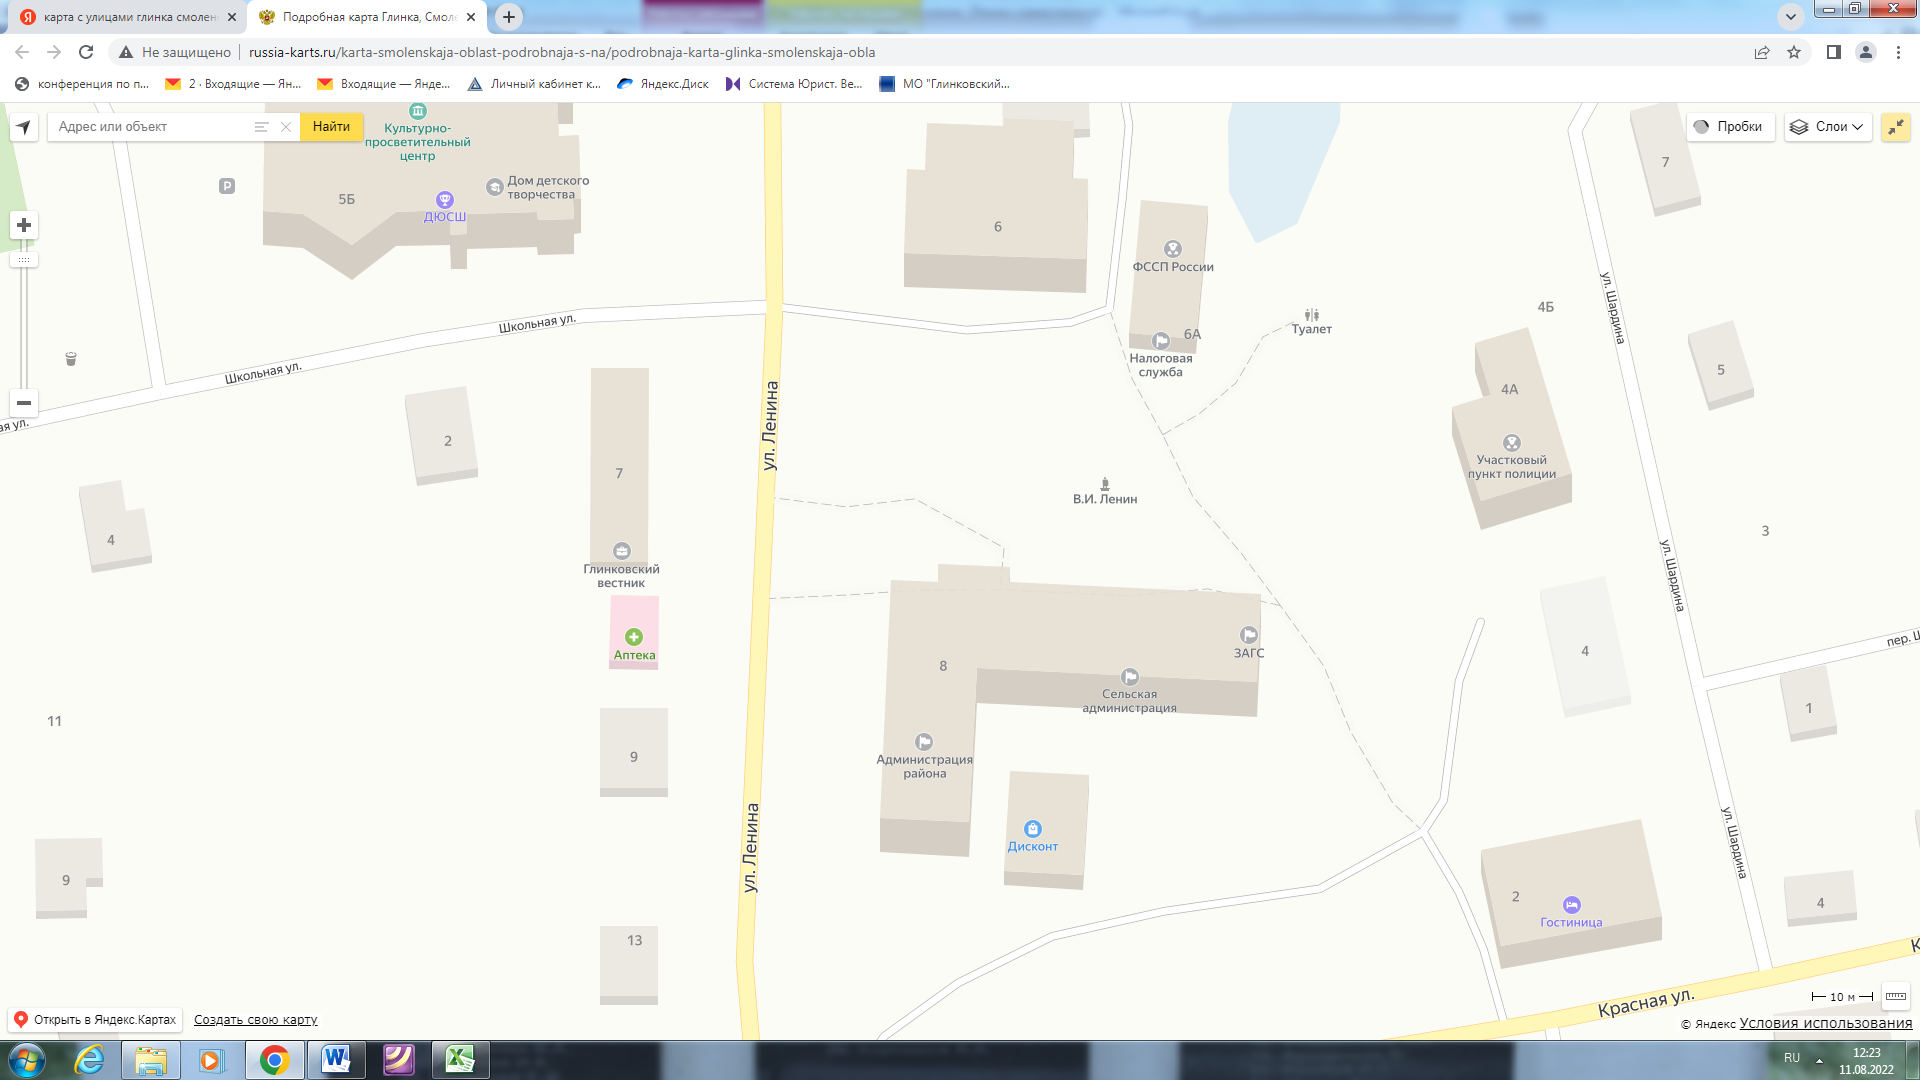 карта с улицами глинка смолен
Подробная карта Глинка, Смоле
Не защищено
russia-karts.ru/karta-smolenskaja-oblast-podrobnaja-s-na/podrobnaja-karta-glinka-smolenskaja-obla
конференция по п...
2 · Входящие — Ян...
Входящие — Янде...
Личный кабинет к...
Яндекс.Диск
Система Юрист. Ве...
МО "Глинковский...
Адрес или объект
Найти
Пробки
Слои
Культурно-
просветительный
центр
P
5Б
ДЮСШ
Дом детского
творчества
6
7
ФССП России
6А
Налоговая
служба
Туалет
4Б
ул. Шардина
Школьная ул.
Школьная ул.
ая ул.
ул. Ленина
5
4А
Участковый
пункт полиции
2
7
4
В.И. Ленин
3
ул. Шардина
Глинковский
вестник
Аптека
8
ЗАГС
Сельская
администрация
4
пер. Ш
1
11
9
Администрация
района
Дисконт
ул. Ленина
ул. Шардина
9
2
Гостиница
4
13
К
Красная ул.
10 м
Открыть в Яндекс.Картах
Создать свою карту
© Яндекс Условия использования
RU
12:23
11.08.2022